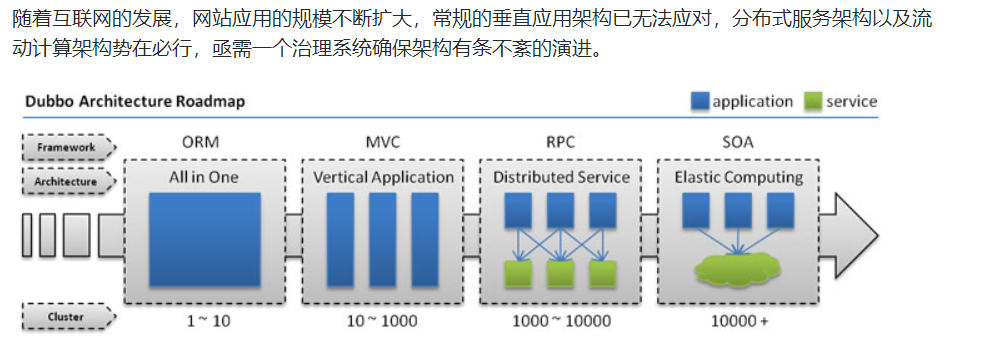 随着互联网的发展，网站应用的规模不断扩大，常规的垂直应用架构已无法应对，分布式服务架构以及流
动计算架构势在必行，亟需一个治理系统确保架构有条不紊的演进。
Dubbo Architecture Roadmap
application
service
Framework
ORM
MVC
RPC
SOA
Architecture
All in One
Vertical Application
Distributed Service
Elastic Computing
Cluster
1 ~ 10
10 ~ 1000
1000 ~ 10000
10000 +